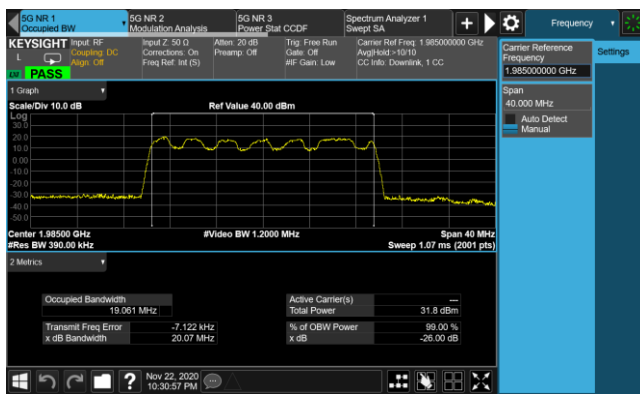 5G NR 1
Occupied BW
5G NR 2
Modulation Analysis
5G NR 3
Power Stat CCDF
Spectrum Analyzer 1
Swept SA
+
Frequency
KEYSIGHT
L
Input: RF
Coupling: DC
Align: Off
Input Z: 50 Ω
Corrections: On
Freq Ref: Int (S)
Atten: 20 dB
Preamp: Off
Trig: Free Run
Gate: Off
#IF Gain: Low
Carrier Ref Freq: 1.985000000 GHz
Avg|Hold:>10/10
CC Info: Downlink, 1 CC
PASS
Carrier Reference
Frequency
1.985000000 GHz
Settings
Span
40.000 MHz
Auto Detect
Manual
1 Graph
Scale/Div 10.0 dB
Ref Value 40.00 dBm
Log
30.0
20.0
10.0
0.00
-10.0
-20.0
-30.0
-40.0
-50.0
Center 1.98500 GHz
#Video BW 1.2000 MHz
Span 40 MHz
#Res BW 390.00 kHz
Sweep 1.07 ms (2001 pts)
2 Metrics
Occupied Bandwidth
19.061 MHz
Active Carrier(s)
---
Total Power
31.8 dBm
Transmit Freq Error
-7.122 kHz
% of OBW Power
99.00 %
x dB Bandwidth
20.07 MHz
x dB
-26.00 dB
?
Nov 22, 2020
10:30:57 PM